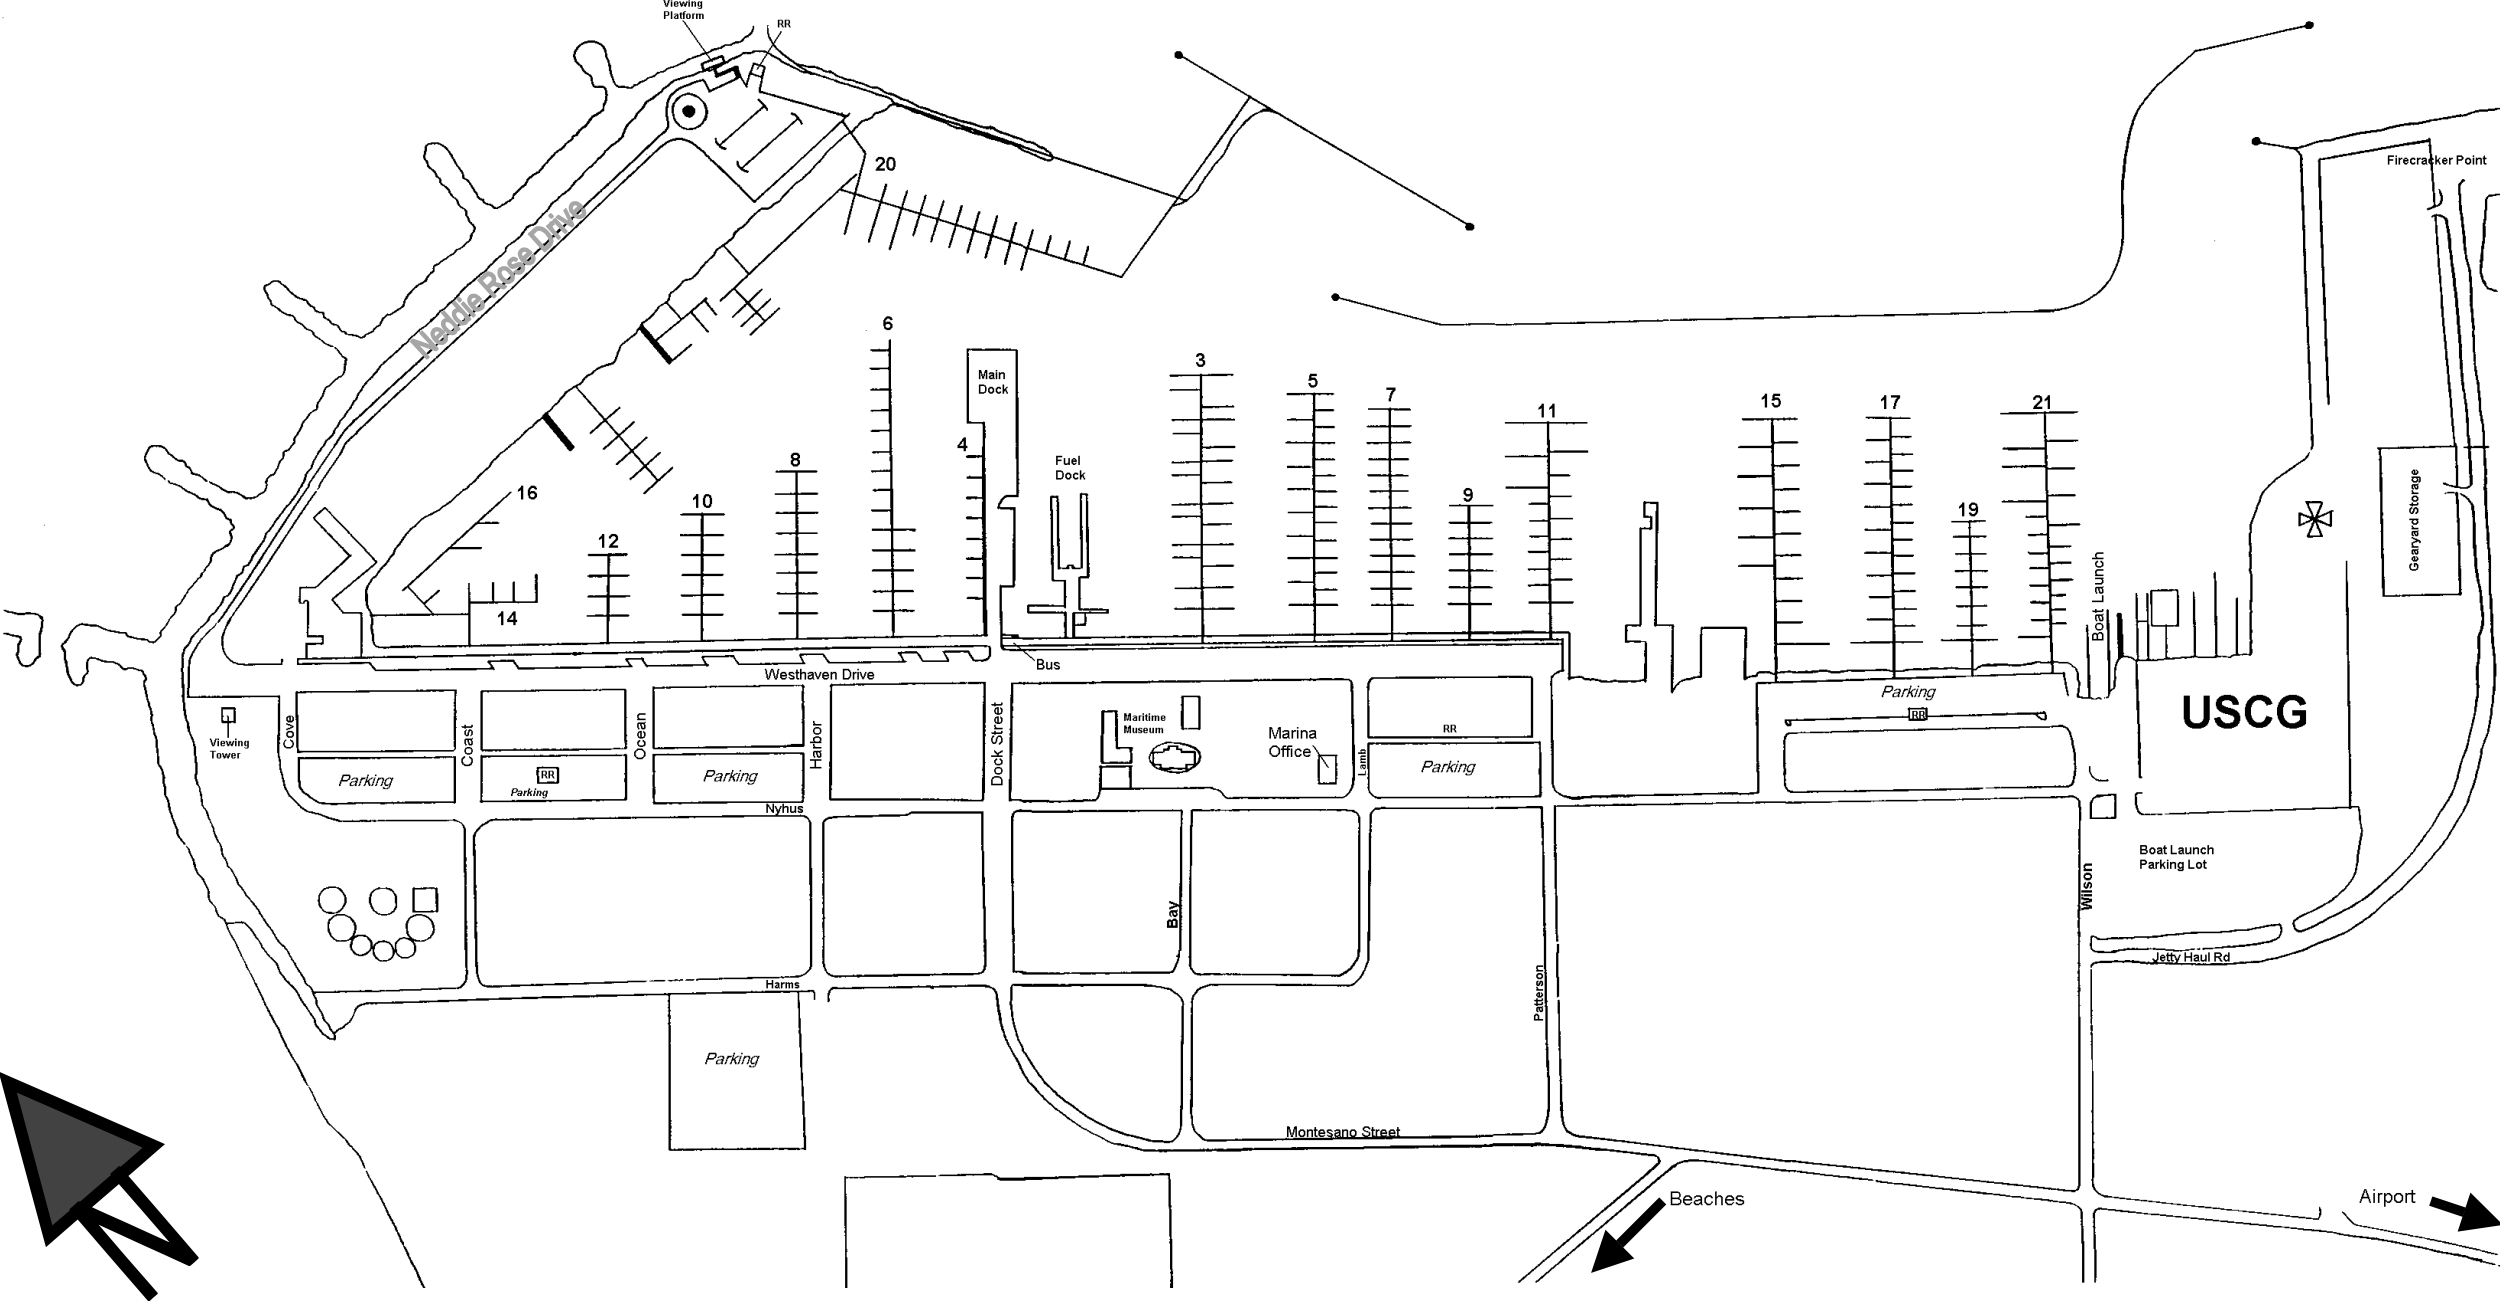 Viewing
Platform
RR
Firecracker Point
20
Neddie Rose Drive
6
3
Main
Dock
5
7
15
17
21
11
4
8
Fuel
Dock
16
10
9
19
Gearyard Storage
12
Boat Launch
14
Bus
Westhaven Drive
Parking
USCG
RR
Viewing
Tower
Cove
Coast
Ocean
Harbor
Dock Street
Maritime
Museum
Marina
Office
Lamb
RR
Parking
RR
Parking
Parking
Parking
Nyhus
Boat Launch
Parking Lot
Bay
Wilson
Jetty Haul Rd
Harms
Patterson
Parking
Montesano Street
Beaches
Airport
N